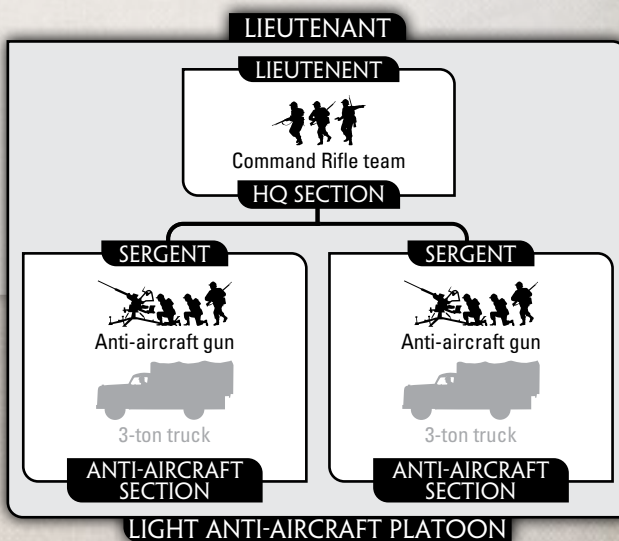 LIEUTENANT
LIEUTENENT
Command Rifle team
HQ SECTION
SERGENT
Anti-aircraft gun
3-ton truck
ANTI-AIRCRAFT
SECTION
SERGENT
Anti-aircraft gun
3-ton truck
ANTI-AIRCRAFT
SECTION
LIGHT ANTI-AIRCRAFT PLATOON